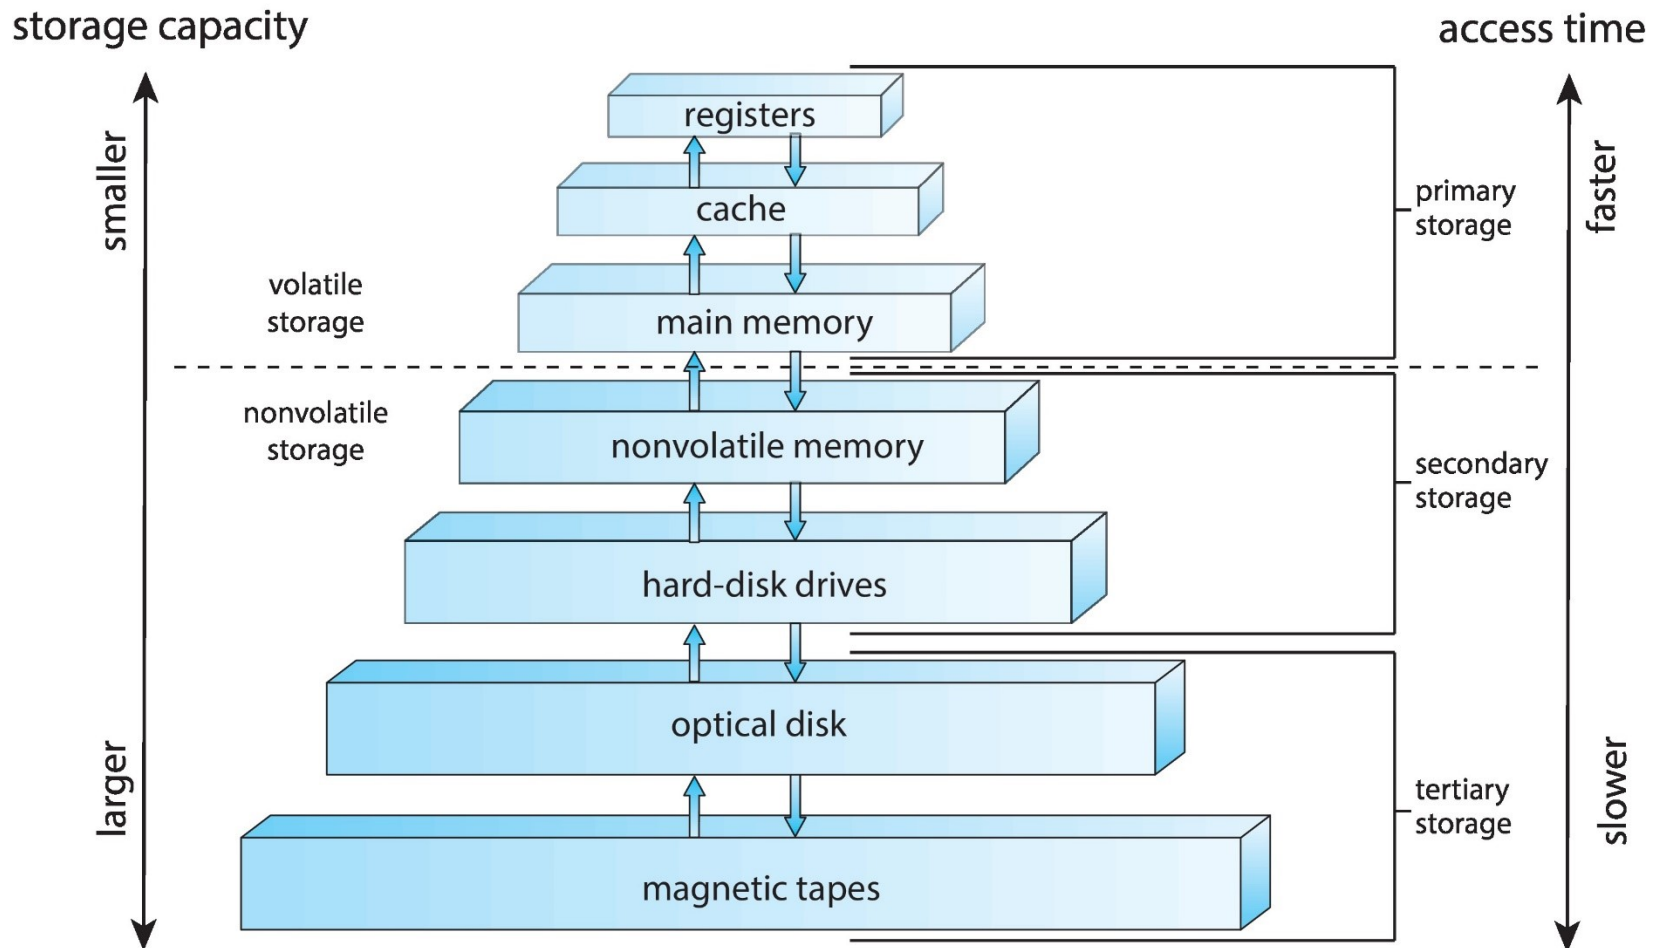 storage capacity
access time
smaller
larger
volatile
storage
nonvolatile
storage
registers
cache
main memory
nonvolatile memory
hard-disk drives
optical disk
magnetic tapes
primary
storage
secondary
storage
tertiary
storage
faster
slower